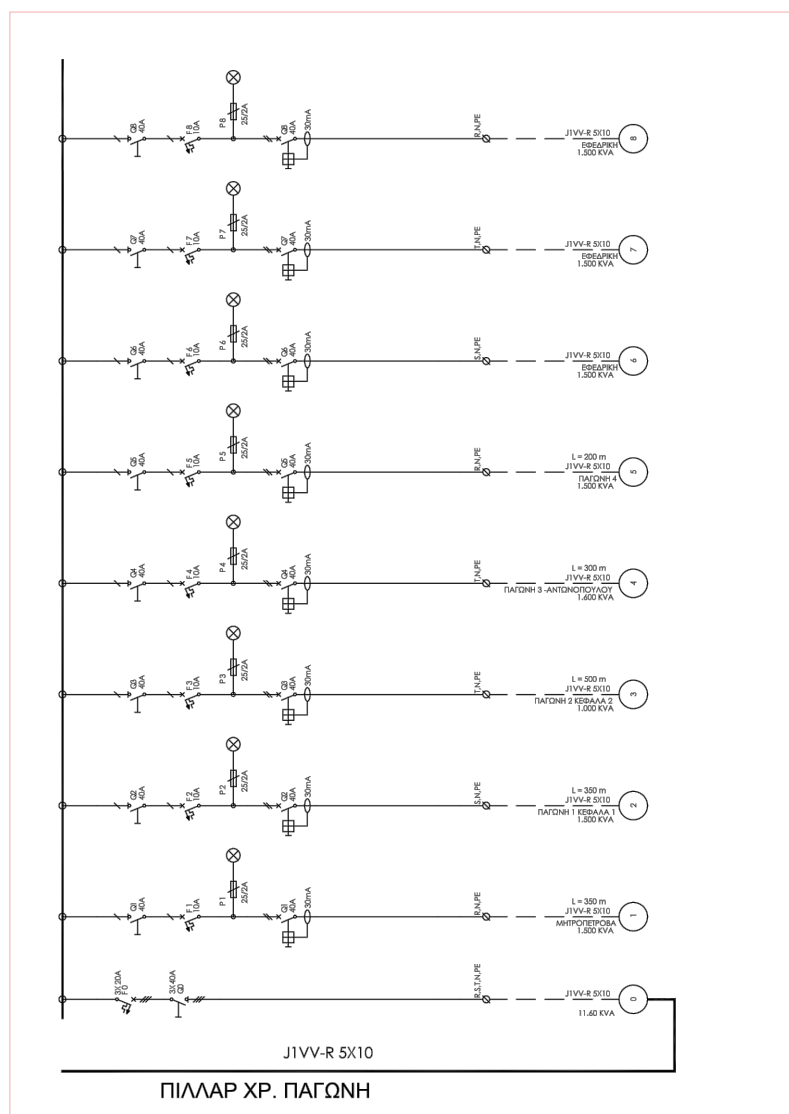 Q8
40A
F8
10A
P8
25/2A
Q8
40A
30mA
R,N,PE
J1VV-R 5X10
ΕΦΕΔΡΙΚΗ
1.500 KVA
8
Q7
40A
F7
10A
P7
25/2A
Q7
40A
30mA
T,N,PE
J1VV-R 5X10
ΕΦΕΔΡΙΚΗ
1.500 KVA
7
Q6
40A
F6
10A
P6
25/2A
Q6
40A
30mA
S,N,PE
J1VV-R 5X10
ΕΦΕΔΡΙΚΗ
1.500 KVA
6
Q5
40A
F5
10A
P5
25/2A
Q5
40A
30mA
R,N,PE
L = 200 m
J1VV-R 5X10
ΠΑΓΩΝΗ 4
1.500 KVA
5
Q4
40A
F4
10A
P4
25/2A
Q4
40A
30mA
T,N,PE
L = 300 m
J1VV-R 5X10
ΠΑΓΩΝΗ 3 -ΑΝΤΩΝΟΠΟΥΛΟΥ
1.600 KVA
4
Q3
40A
F3
10A
P3
25/2A
Q3
40A
30mA
T,N,PE
L = 500 m
J1VV-R 5X10
ΠΑΓΩΝΗ 2 ΚΕΦΑΛΑ 2
1.000 KVA
3
Q2
40A
F2
10A
P2
25/2A
Q2
40A
30mA
S,N,PE
L = 350 m
J1VV-R 5X10
ΠΑΓΩΝΗ 1 ΚΕΦΑΛΑ 1
1.500 KVA
2
Q1
40A
F1
10A
P1
25/2A
Q1
40A
30mA
R,N,PE
L = 350 m
J1VV-R 5X10
ΜΗΤΡΟΠΕΤΡΟΒΑ
1.500 KVA
1
3X20A
F0
3X40A
Q0
R,S,T,N,PE
J1VV-R 5X10
11.60 KVA
0
J1VV-R 5X10
ΠΙΛΛΑΡ ΧΡ. ΠΑΓΩΝΗ